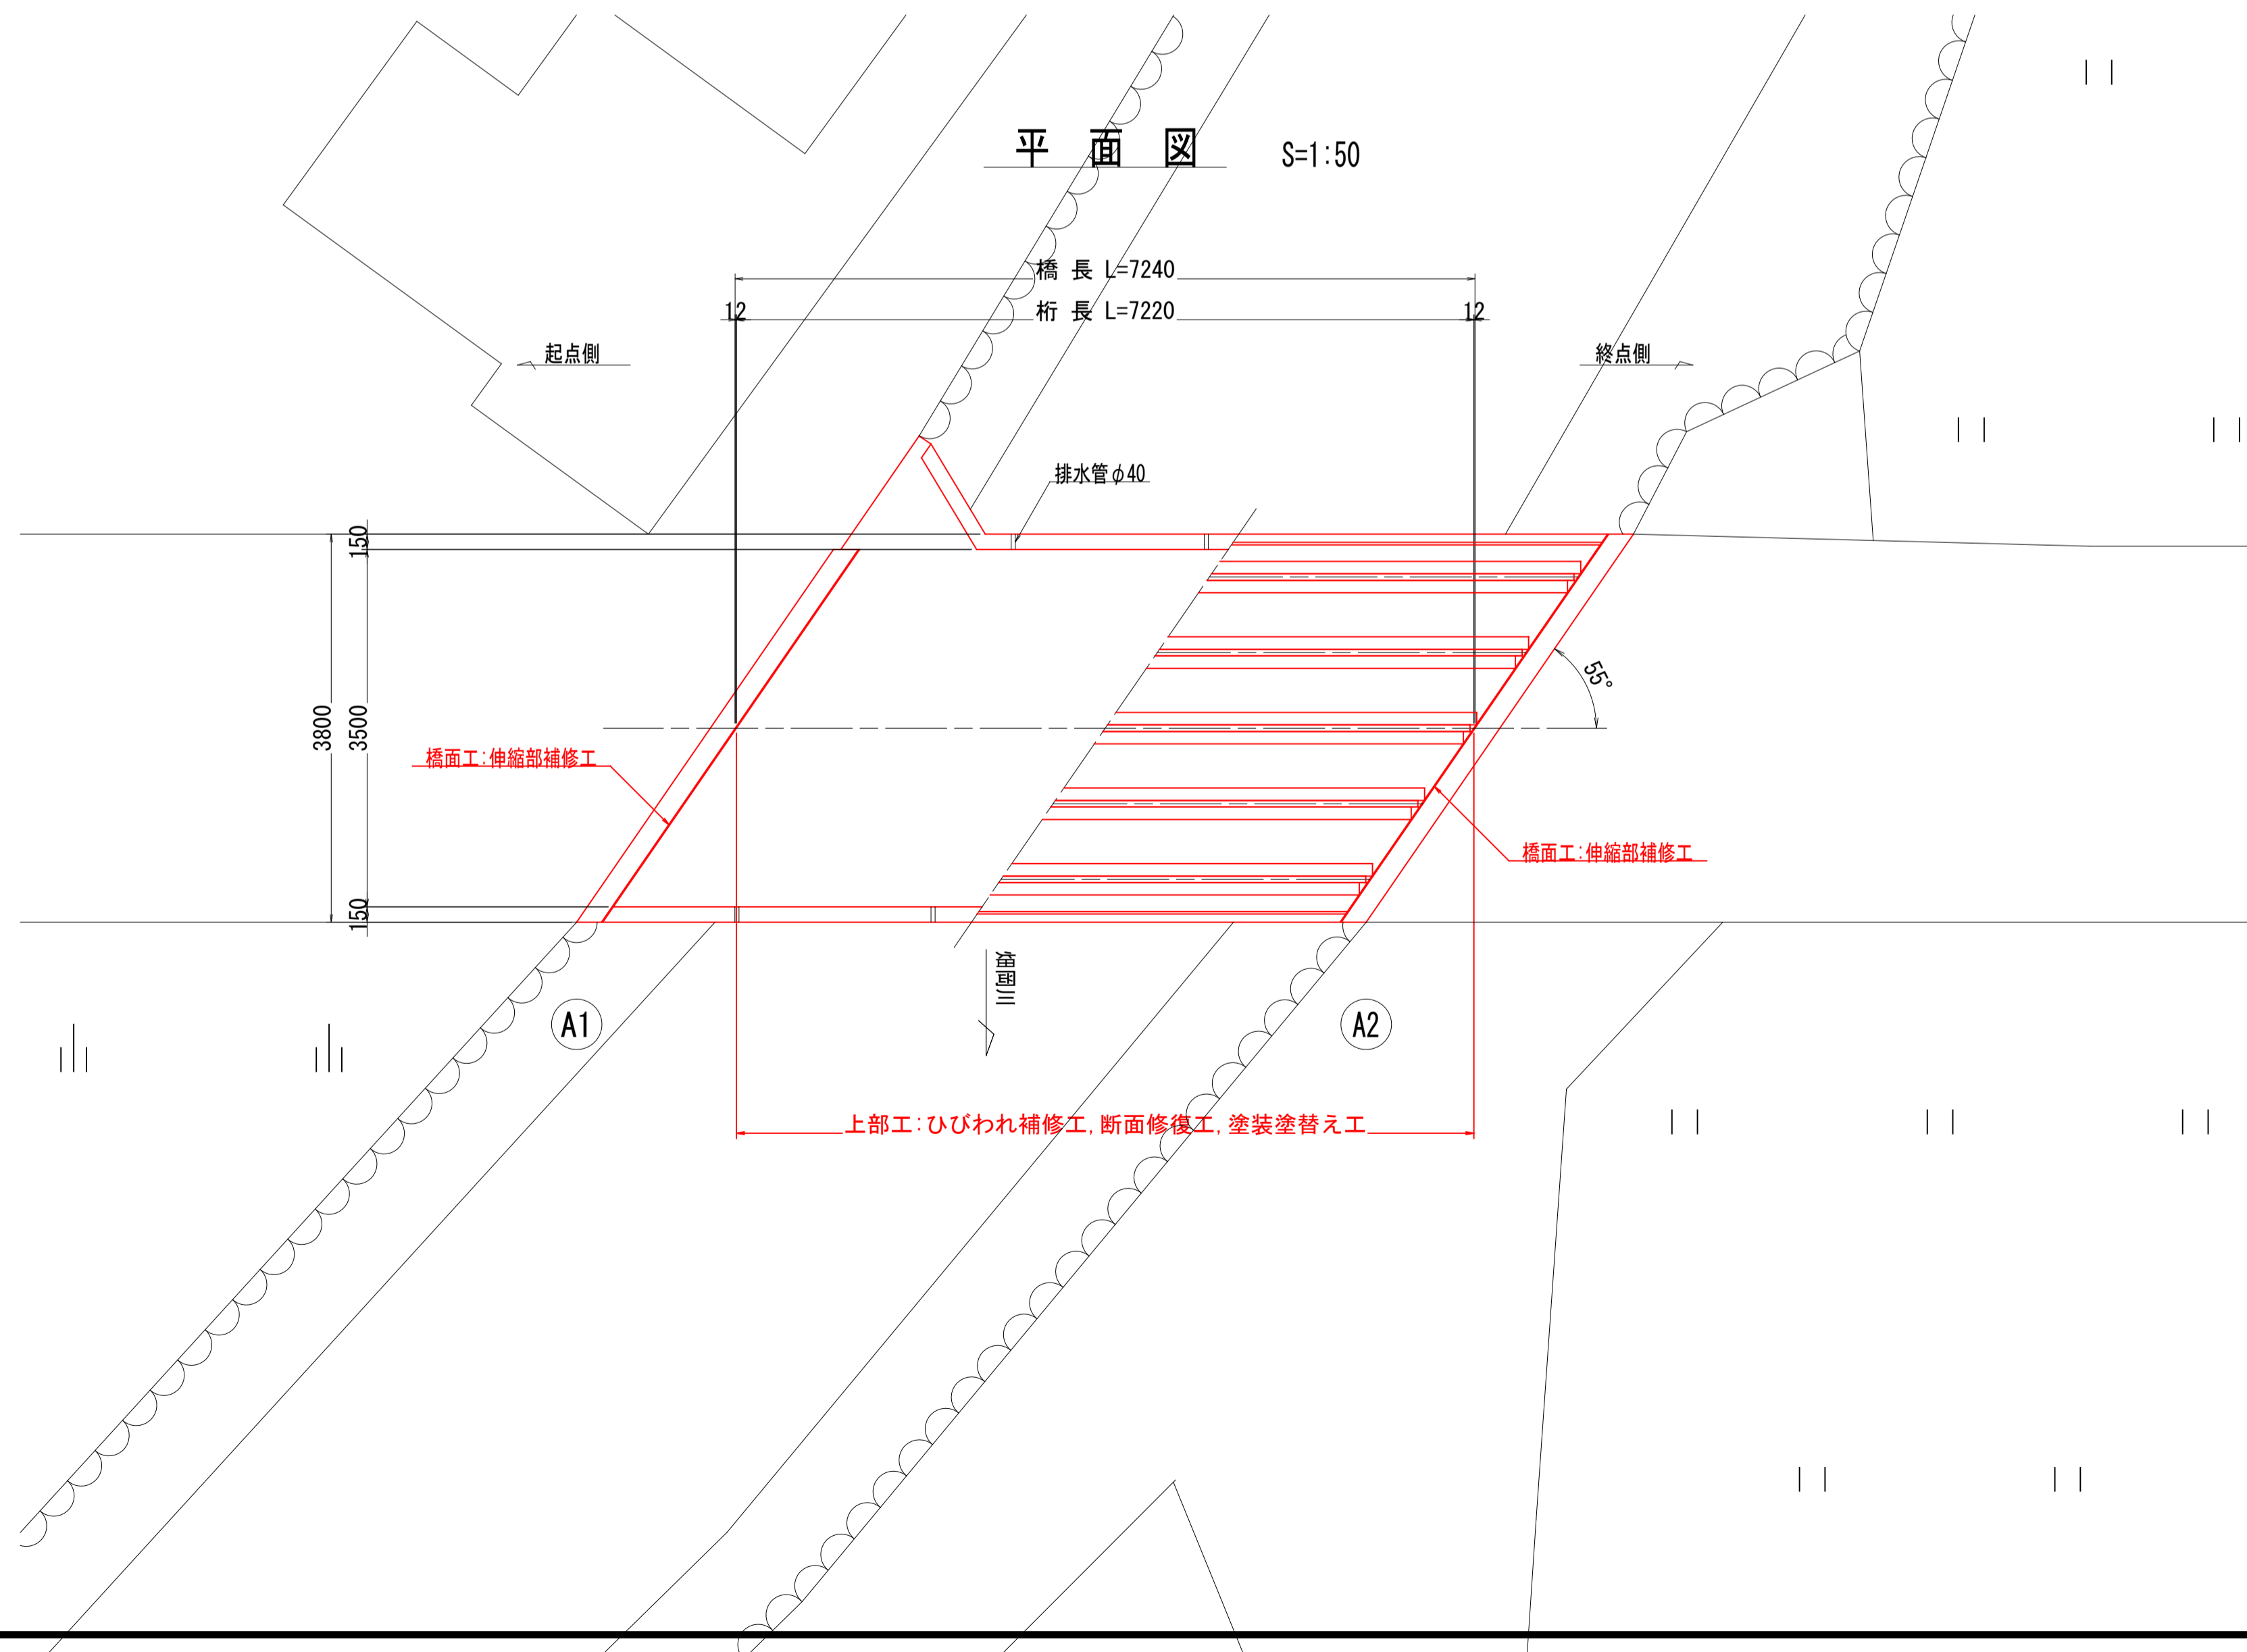 平 面 図 S=1:50
橋 長 L=7240
12 桁 長 L=7220 12
起点側
終点側
排水管φ40
150
3800
3500
55°
橋面工:伸縮部補修工
橋面工:伸縮部補修工
150
A1
A2
上部工:ひびわれ補修工, 断面修復工, 塗装塗替え工